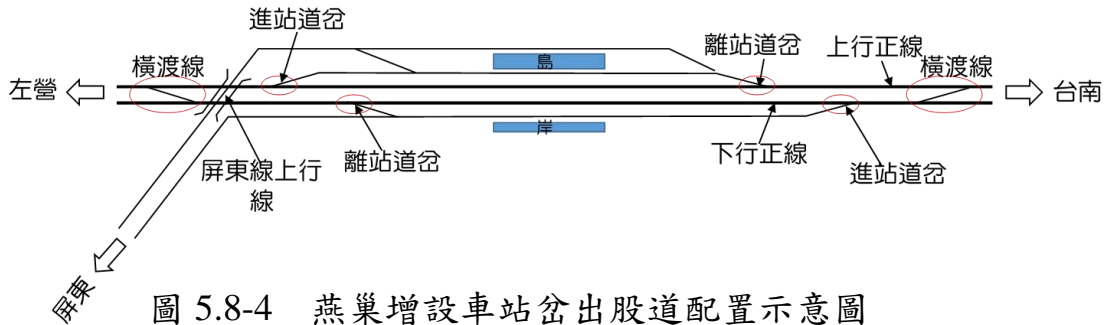 進站道岔
離站道岔
上行正線
橫渡線
島
橫渡線
左營
台南
岸
下行正線
屏東線上行
線
離站道岔
進站道岔
屏東
圖 5.8-4 燕巢增設車站岔出股道配置示意圖